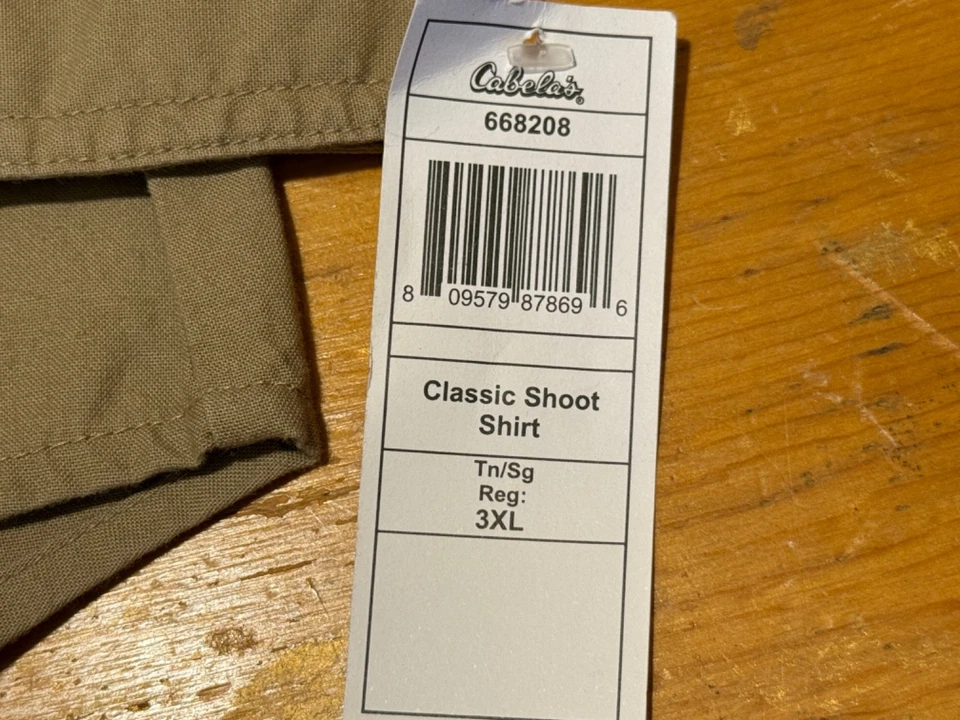 Cabela's®
668208
8 09579 87869 6
Classic Shoot
Shirt
Tn/Sg
Reg:
3XL